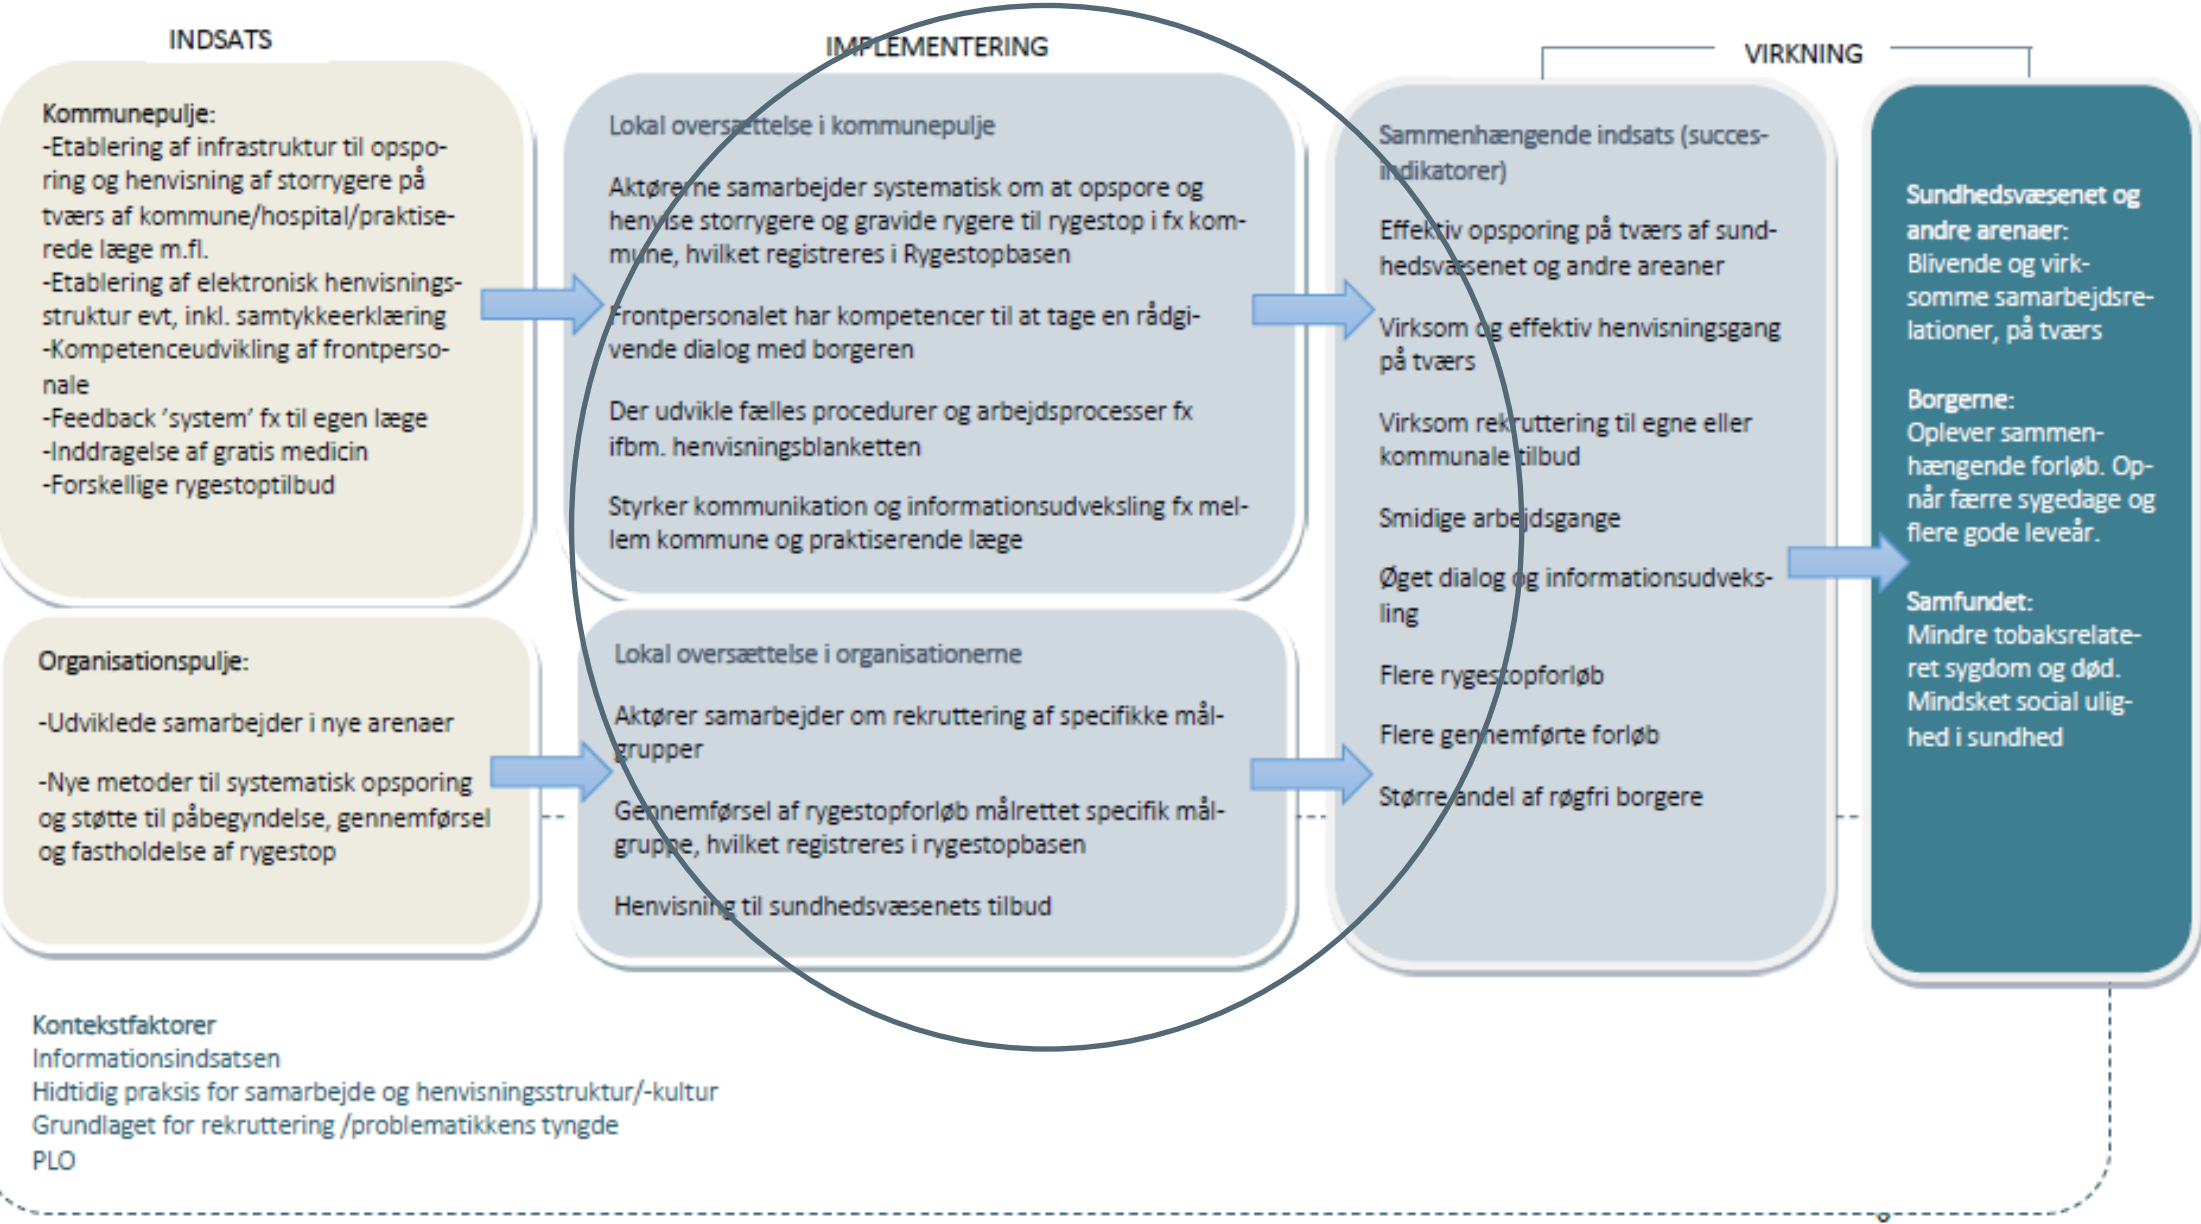 INDSATS
Kommunepulje:
-Etablering af infrastruktur til opspo-
ring og henvisning af storrygere på
tværs af kommune/hospital/praktise-
rede læge m.fl.
-Etablering af elektronisk henvisnings-
struktur evt, inkl. samtykkeerklæring
-Kompetenceudvikling af frontperso-
nale
-Feedback ’system’ fx til egen læge
-Inddragelse af gratis medicin
-Forskellige rygestoptilbud
Organisationspulje:
-Udviklede samarbejder i nye arenaer
-Nye metoder til systematisk opsporing
og støtte til påbegyndelse, gennemførsel
og fastholdelse af rygestop
IMPLEMENTERING
Lokal oversættelse i kommunepulje
Aktørerne samarbejder systematisk om at opspore og
henvise storrygere og gravide rygere til rygestop i fx kom-
mune, hvilket registreres i Rygestopbasen
Frontpersonalet har kompetencer til at tage en rådgi-
vende dialog med borgeren
Der udvikle fælles procedurer og arbejdsprocesser fx
ifbm. henvisningsblanketten
Styrker kommunikation og informationsudveksling fx mel-
lem kommune og praktiserende læge
Lokal oversættelse i organisationerne
Aktører samarbejder om rekruttering af specifikke mål-
grupper
Gennemførsel af rygestopforløb målrettet specifik mål-
gruppe, hvilket registreres i rygestopbasen
Henvisning til sundhedsvæsenets tilbud
VIRKNING
Sammenhængende indsats (succes-
indikatorer)
Effektiv opsporing på tværs af sund-
hedsvæsenet og andre areaner
Virksom og effektiv henvisningsgang
på tværs
Virksom rekruttering til egne eller
kommunale tilbud
Smidige arbejdsgange
Øget dialog og informationsudveks-
ling
Flere rygestopforløb
Flere gennemførte forløb
Større andel af røgfri borgere
Sundhedsvæsenet og
andre arenaer:
Blivende og virk-
somme samarbejdsre-
lationer, på tværs
Borgerne:
Oplever sammen-
hængende forløb. Op-
når færre sygedage og
flere gode leveår.
Samfundet:
Mindre tobaksrelate-
ret sygdom og død.
Mindsket social ulig-
hed i sundhed
Kontekstfaktorer
Informationsindsatsen
Hidtidig praksis for samarbejde og henvisningsstruktur/-kultur
Grundlaget for rekruttering /problematikkens tyngde
PLO